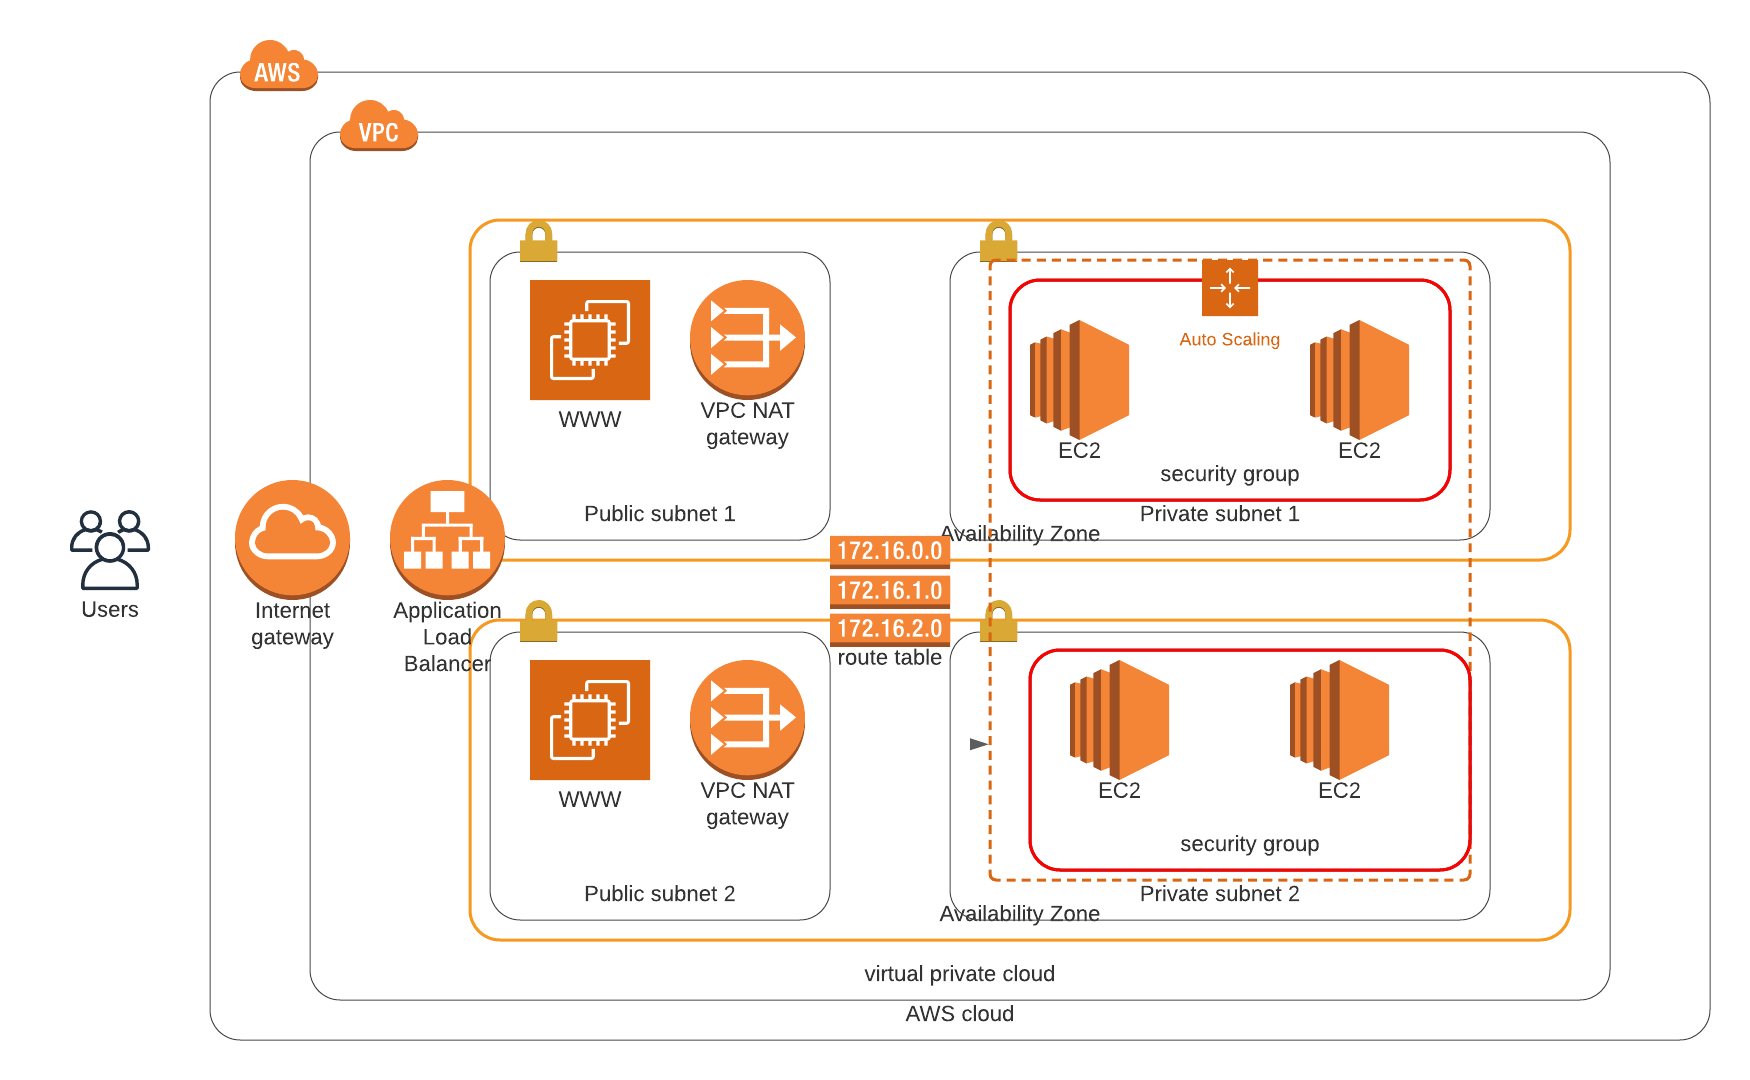 AWS
VPC
Auto Scaling
WWW
VPC NAT
gateway
EC2
EC2
security group
Public subnet 1
Private subnet 1
Availability Zone
172.16.0.0
172.16.1.0
172.16.2.0
route table
Users
Internet
gateway
Application
Load
Balancer
WWW
VPC NAT
gateway
EC2
EC2
security group
Public subnet 2
Private subnet 2
Availability Zone
virtual private cloud
AWS cloud